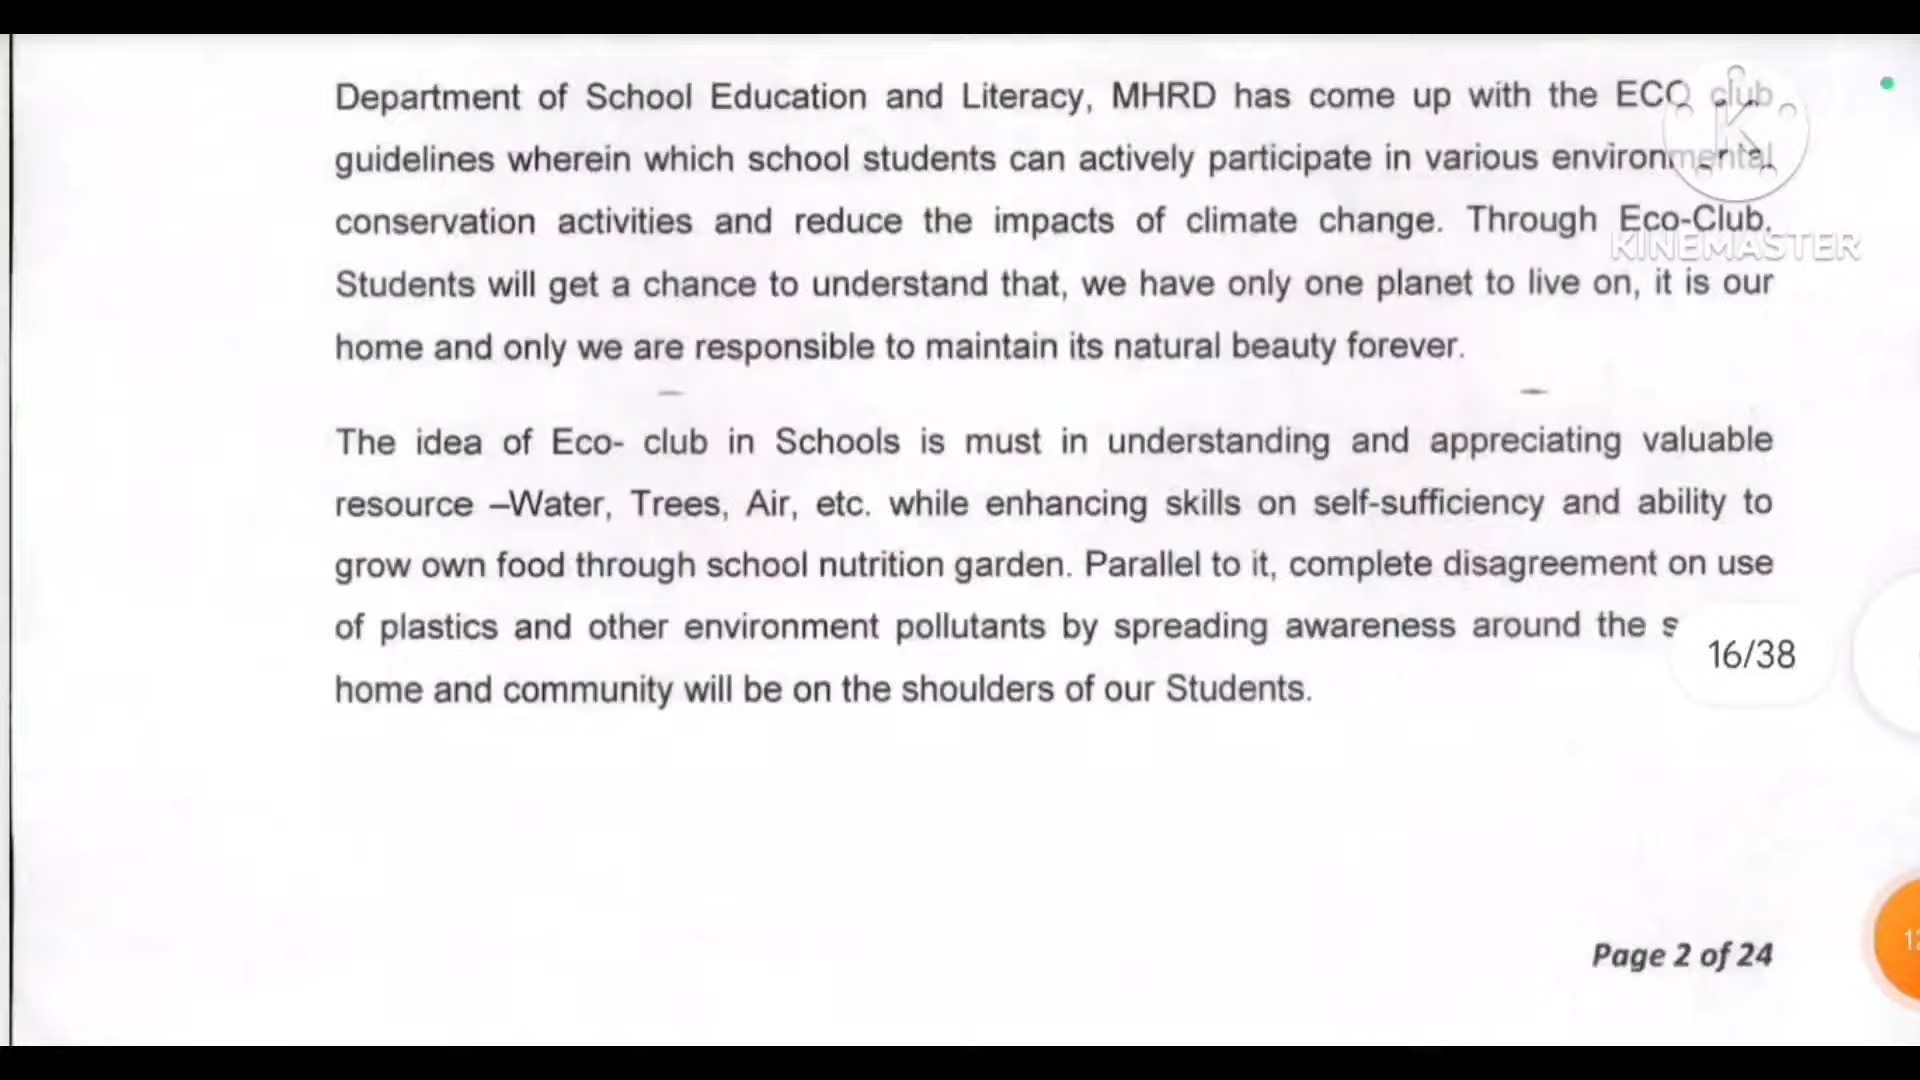 Department of School Education and Literacy, MHRD has come up with the ECO club
guidelines wherein which school students can actively participate in various environmental
conservation activities and reduce the impacts of climate change. Through Eco-Club.
Students will get a chance to understand that, we have only one planet to live on, it is our
home and only we are responsible to maintain its natural beauty forever.
The idea of Eco- club in Schools is must in understanding and appreciating valuable
resource –Water, Trees, Air, etc. while enhancing skills on self-sufficiency and ability to
grow own food through school nutrition garden. Parallel to it, complete disagreement on use
of plastics and other environment pollutants by spreading awareness around the
home and community will be on the shoulders of our Students.
Page 2 of 24
K
KINEMASTER
16/38